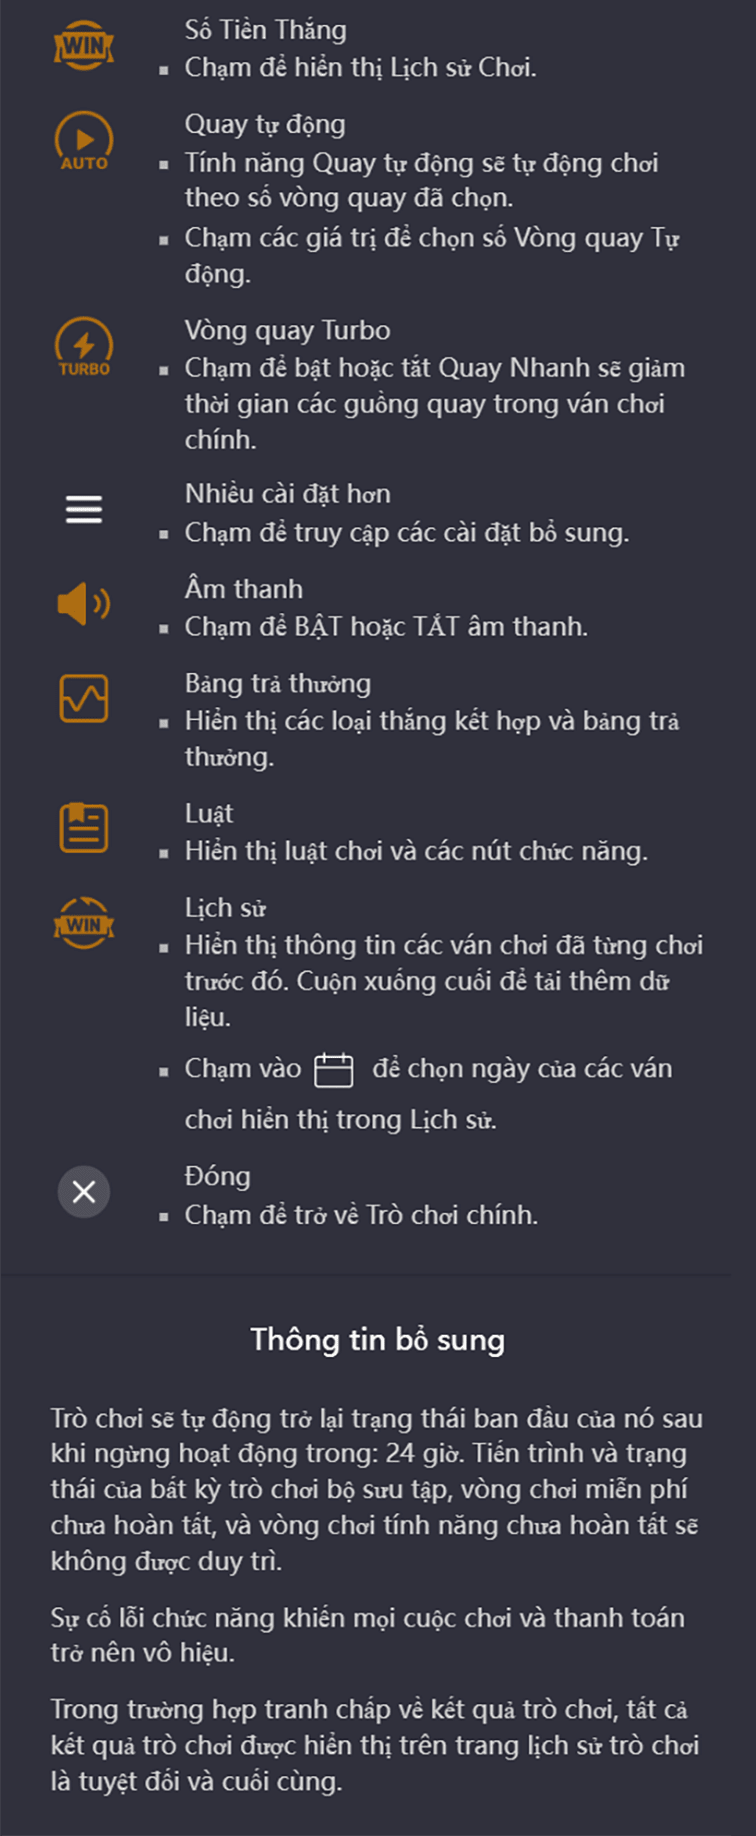 WIN
Số Tiền Thắng
▪ Chạm để hiển thị Lịch sử Chơi.
AUTO
Quay tự động
▪ Tính năng Quay tự động sẽ tự động chơi
theo số vòng quay đã chọn.
▪ Chạm các giá trị để chọn số Vòng quay Tự
động.
TURBO
Vòng quay Turbo
▪ Chạm để bật hoặc tắt Quay Nhanh sẽ giảm
thời gian các guồng quay trong ván chơi
chính.
Nhiều cài đặt hơn
▪ Chạm để truy cập các cài đặt bổ sung.
Âm thanh
▪ Chạm để BẬT hoặc TẮT âm thanh.
Bảng trả thưởng
▪ Hiển thị các loại thắng kết hợp và bảng trả
thưởng.
Luật
▪ Hiển thị luật chơi và các nút chức năng.
WIN
Lịch sử
▪ Hiển thị thông tin các ván chơi đã từng chơi
trước đó. Cuộn xuống cuối để tải thêm dữ
liệu.
▪ Chạm vào để chọn ngày của các ván
chơi hiển thị trong Lịch sử.
Đóng
▪ Chạm để trở về Trò chơi chính.
Thông tin bổ sung
Trò chơi sẽ tự động trở lại trạng thái ban đầu của nó sau
khi ngừng hoạt động trong: 24 giờ. Tiến trình và trạng
thái của bất kỳ trò chơi bộ sưu tập, vòng chơi miễn phí
chưa hoàn tất, và vòng chơi tính năng chưa hoàn tất sẽ
không được duy trì.
Sự cố lỗi chức năng khiến mọi cuộc chơi và thanh toán
trở nên vô hiệu.
Trong trường hợp tranh chấp về kết quả trò chơi, tất cả
kết quả trò chơi được hiển thị trên trang lịch sử trò chơi
là tuyệt đối và cuối cùng.